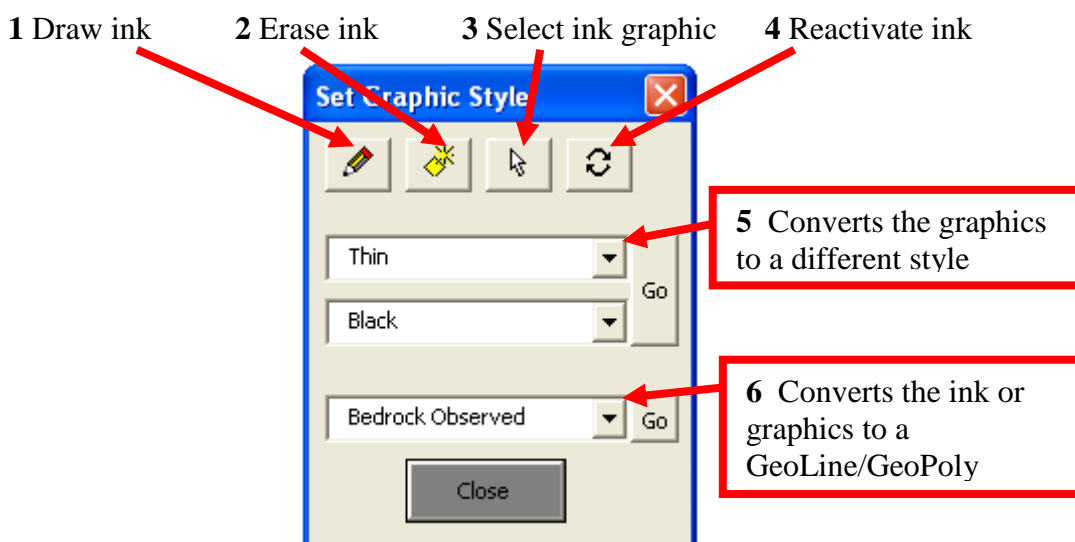 1 Draw ink 2 Erase ink 3 Select ink graphic 4 Reactivate ink
Set Graphic Style
Thin
Go
Black
5 Converts the graphics
to a different style
Bedrock Observed
Go
6 Converts the ink or
graphics to a
GeoLine/GeoPoly
Close